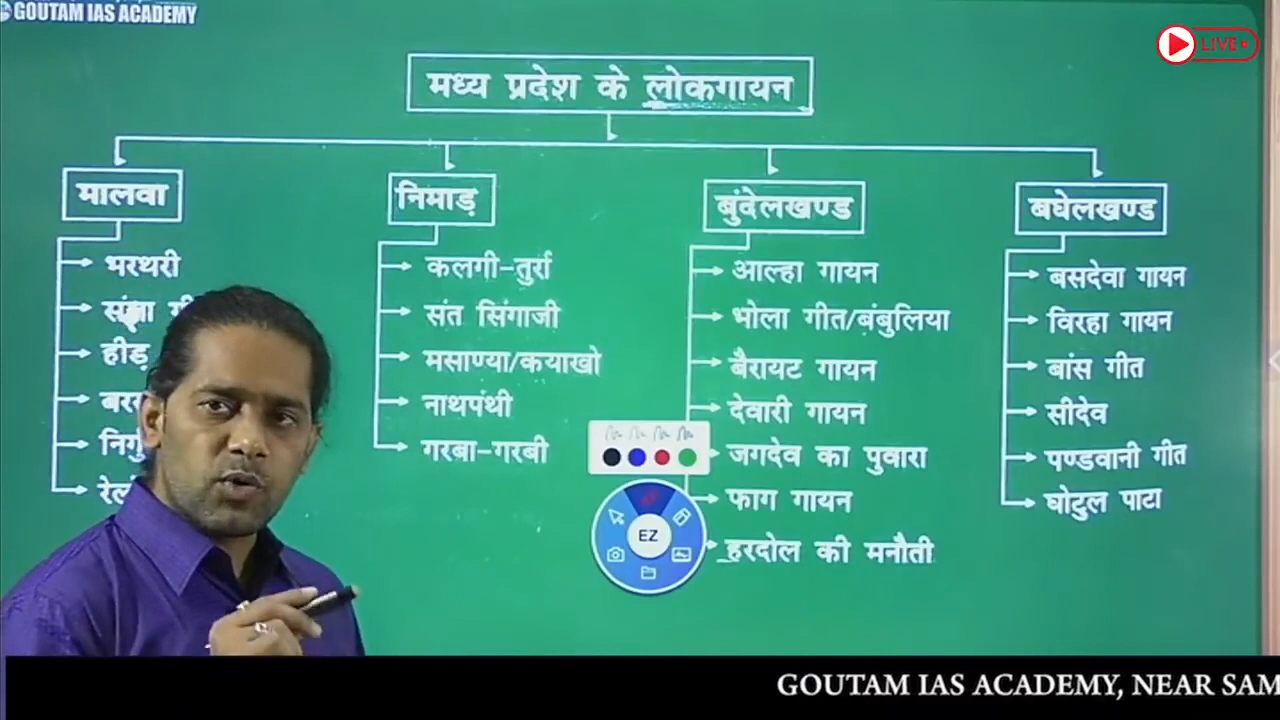 GOUTAM IAS ACADEMY
LIVE
मध्य प्रदेश के लोकगायन
मालवा
भरथरी
हीड़
निमाड़
कलगी-तुर्रा
संत सिंगाजी
मसाण्या/कयाखो
नाथपंथी
गरबा-गरबी
बुंदेलखण्ड
आल्हा गायन
भोला गीत/बंबुलिया
बैरायट गायन
देवारी गायन
जगदेव का पुवारा
फाग गायन
हरदोल की मनौती
बघेलखण्ड
बसदेवा गायन
विरहा गायन
बांस गीत
सीदेव
पण्डवानी गीत
घोटुल पाटा
EZ
GOUTAM IAS ACADEMY, NEAR SAM